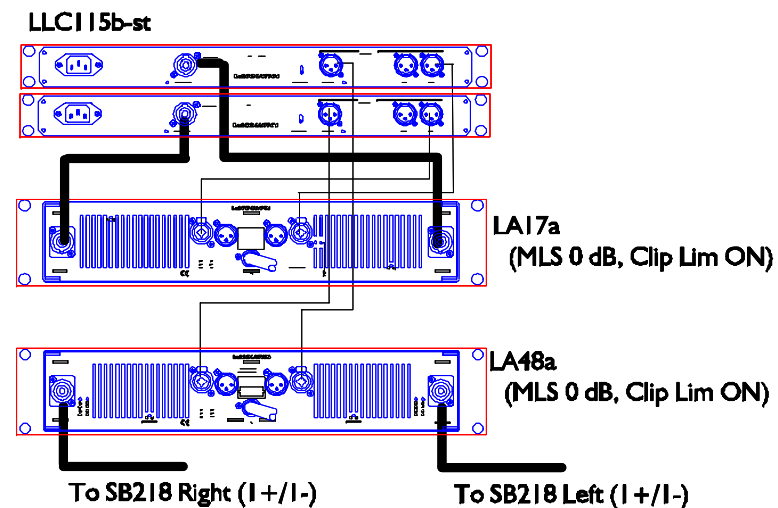 LLC115b-st
LA17a
(MLS 0 dB, Clip Lim ON)
LA48a
(MLS 0 dB, Clip Lim ON)
To SB218 Right (1+/1-)
To SB218 Left (1+/1-)